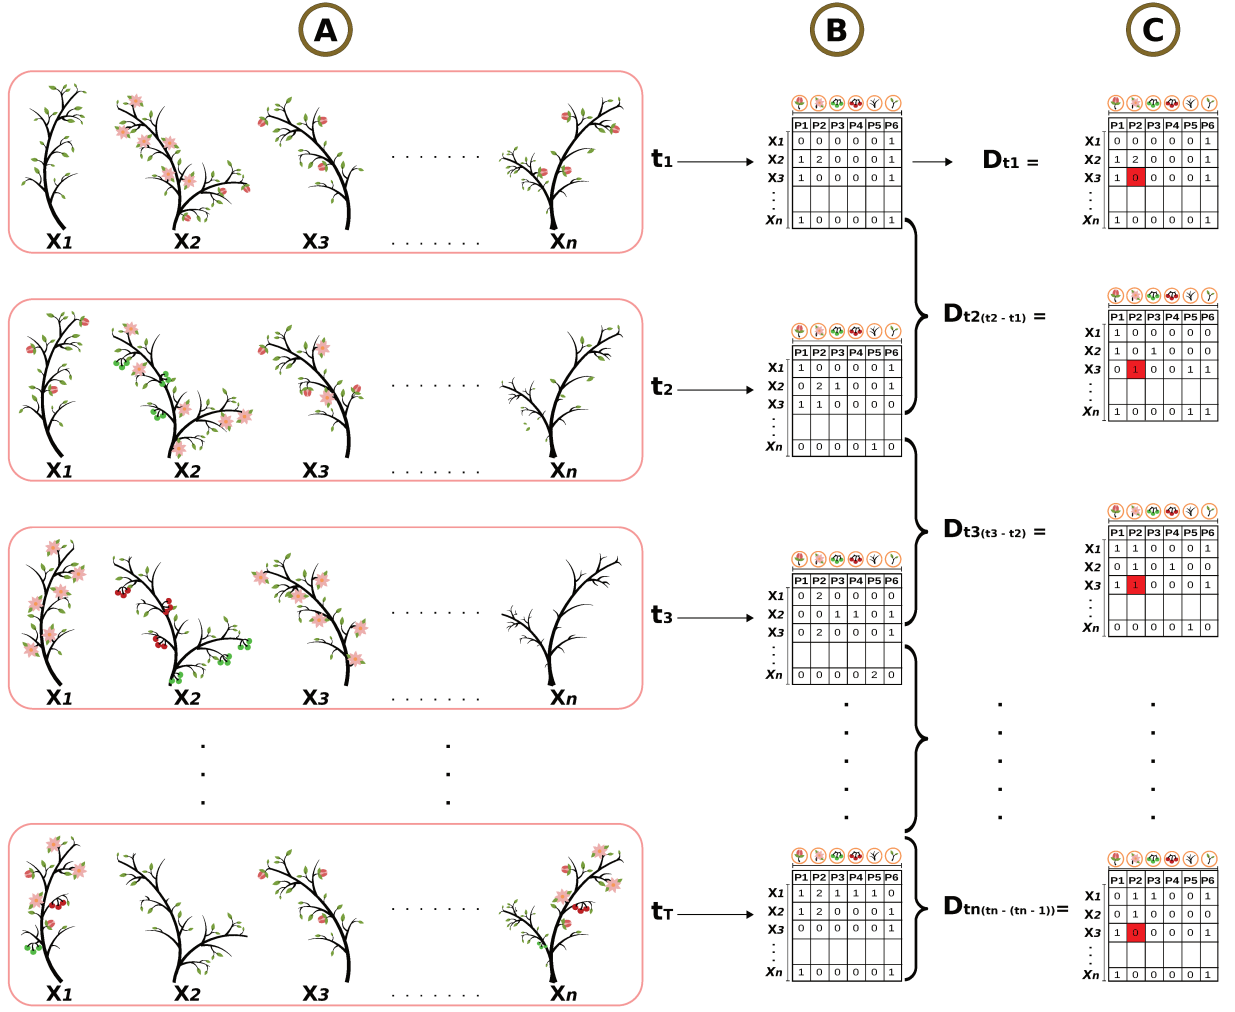 A
B
C
X1 X2 X3 . . . . . . . Xn
t1
P1 P2 P3 P4 P5 P6
X1 0 0 0 0 0 1
X2 1 2 0 0 0 1
X3 1 0 0 0 0 1
Xn 1 0 0 0 0 1
Dt1 =
P1 P2 P3 P4 P5 P6
X1 0 0 0 0 0 1
X2 1 2 0 0 0 1
X3 1 0 0 0 0 1
Xn 1 0 0 0 0 1
X1 X2 X3 . . . . . . . Xn
t2
P1 P2 P3 P4 P5 P6
X1 1 0 0 0 0 1
X2 0 2 1 0 0 1
X3 1 1 0 0 0 0
Xn 0 0 0 0 1 0
Dt2(t2 - t1) =
P1 P2 P3 P4 P5 P6
X1 1 0 0 0 0 0
X2 1 0 1 0 0 0
X3 0 1 0 0 1 1
Xn 1 0 0 0 1 1
X1 X2 X3 . . . . . . . Xn
t3
P1 P2 P3 P4 P5 P6
X1 0 2 0 0 0 0
X2 0 0 1 1 0 1
X3 0 2 0 0 0 1
Xn 0 0 0 0 2 0
Dt3(t3 - t2) =
P1 P2 P3 P4 P5 P6
X1 1 1 0 0 0 1
X2 0 1 0 1 0 0
X3 1 1 0 0 0 1
Xn 0 0 0 0 1 0
X1 X2 X3 . . . . . . . Xn
tT
P1 P2 P3 P4 P5 P6
X1 1 2 1 1 1 0
X2 1 2 0 0 0 1
X3 0 0 0 0 0 1
Xn 1 0 0 0 0 1
Dtn(tn - (tn - 1))=
P1 P2 P3 P4 P5 P6
X1 0 1 1 0 0 1
X2 0 1 0 0 0 0
X3 1 0 0 0 0 1
Xn 1 0 0 0 0 1